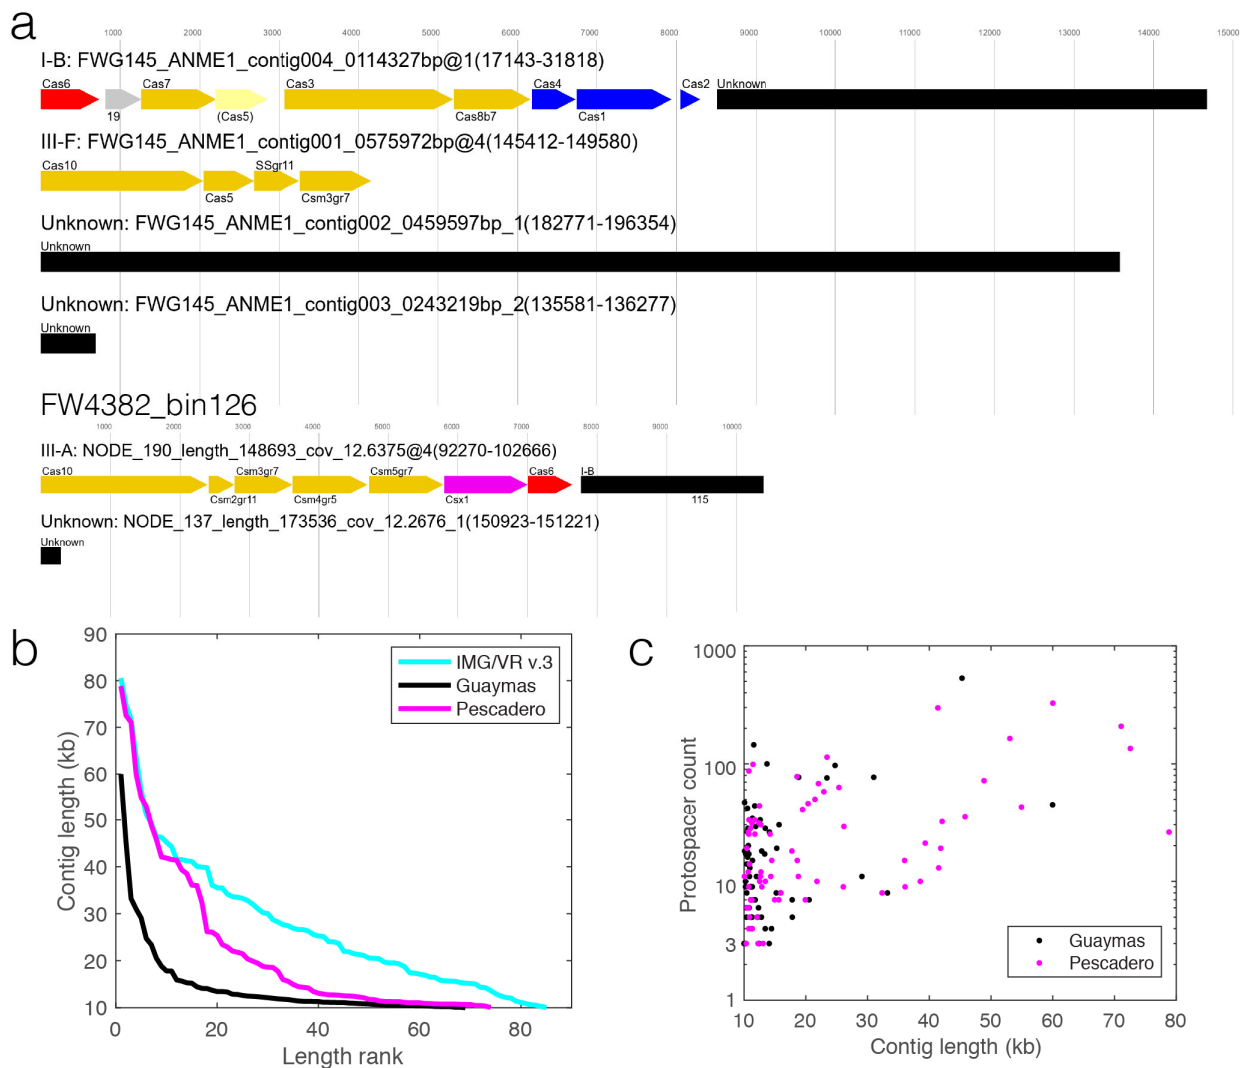 a
1000 2000 3000 4000 5000 6000 7000 8000 9000 10000 11000 12000 13000 14000 15000
I-B: FWG145_ANME1_contig004_0114327bp@1(17143-31818)
Cas6 Cas7 Cas3 Cas4 Cas2 Unknown
19 (Cas5) Cas8b7 Cas1
III-F: FWG145_ANME1_contig001_0575972bp@4(145412-149580)
Cas10 SSgr11
Cas5 Csm3gr7
Unknown: FWG145_ANME1_contig002_0459597bp_1(182771-196354)
Unknown
Unknown: FWG145_ANME1_contig003_0243219bp_2(135581-136277)
Unknown
FW4382_bin126
1000 2000 3000 4000 5000 6000 7000 8000 9000 10000
III-A: NODE_190_length_148693_cov_12.6375@4(92270-102666)
Cas10 Csm3gr7 Csm5gr7 Cas6 I-B
Csm2gr11 Csm4gr5 Csx1 115
Unknown: NODE_137_length_173536_cov_12.2676_1(150923-151221)
Unknown
b
90
80
70
60
50
40
30
20
10
Contig length (kb)
0 20 40 60 80
Length rank
IMG/VR v.3
Guaymas
Pescadero
c
1000
100
10
3
1
Protospacer count
10 20 30 40 50 60 70 80
Contig length (kb)
Guaymas
Pescadero